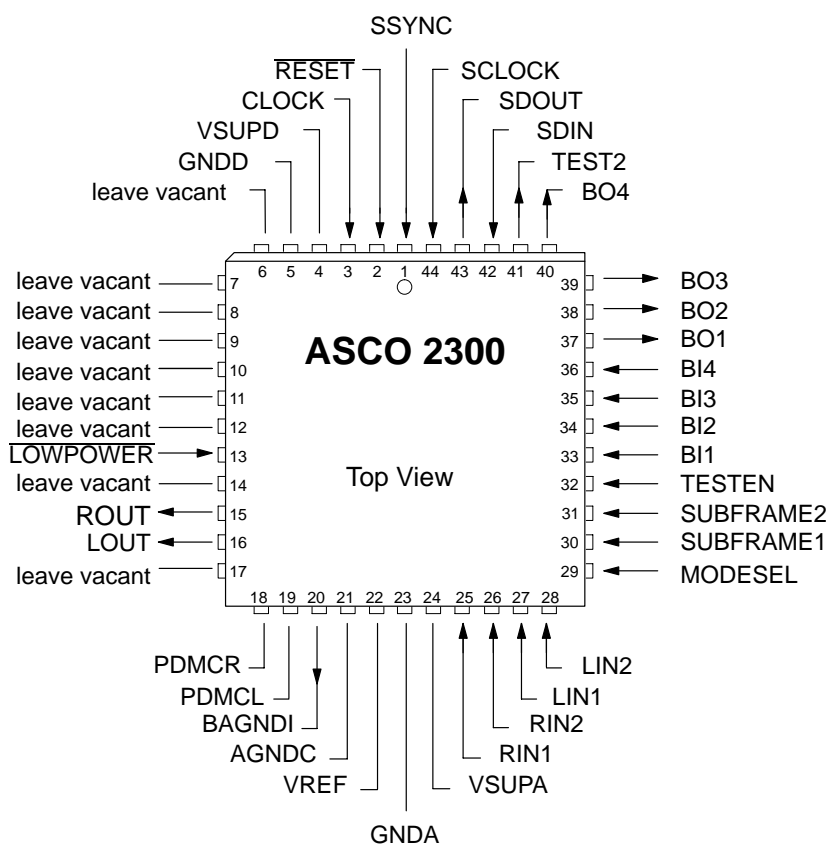 SSYNC
RESET SCLOCK
CLOCK SDOUT
VSUPD SDIN
GNDD TEST2
leave vacant BO4
6 5 4 3 2 1 44 43 42 41 40
leave vacant 7 39 BO3
leave vacant 8 38 BO2
leave vacant 9 37 BO1
ASCO 2300
leave vacant 10 36 BI4
leave vacant 11 35 BI3
leave vacant 12 34 BI2
LOWPOWER 13 33 BI1
Top View
leave vacant 14 32 TESTEN
ROUT 15 31 SUBFRAME2
LOUT 16 30 SUBFRAME1
leave vacant 17 29 MODESEL
18 19 20 21 22 23 24 25 26 27 28
PDMCR LIN2
PDMCL LIN1
BAGNDI RIN2
AGNDC RIN1
VREF VSUPA
GNDA